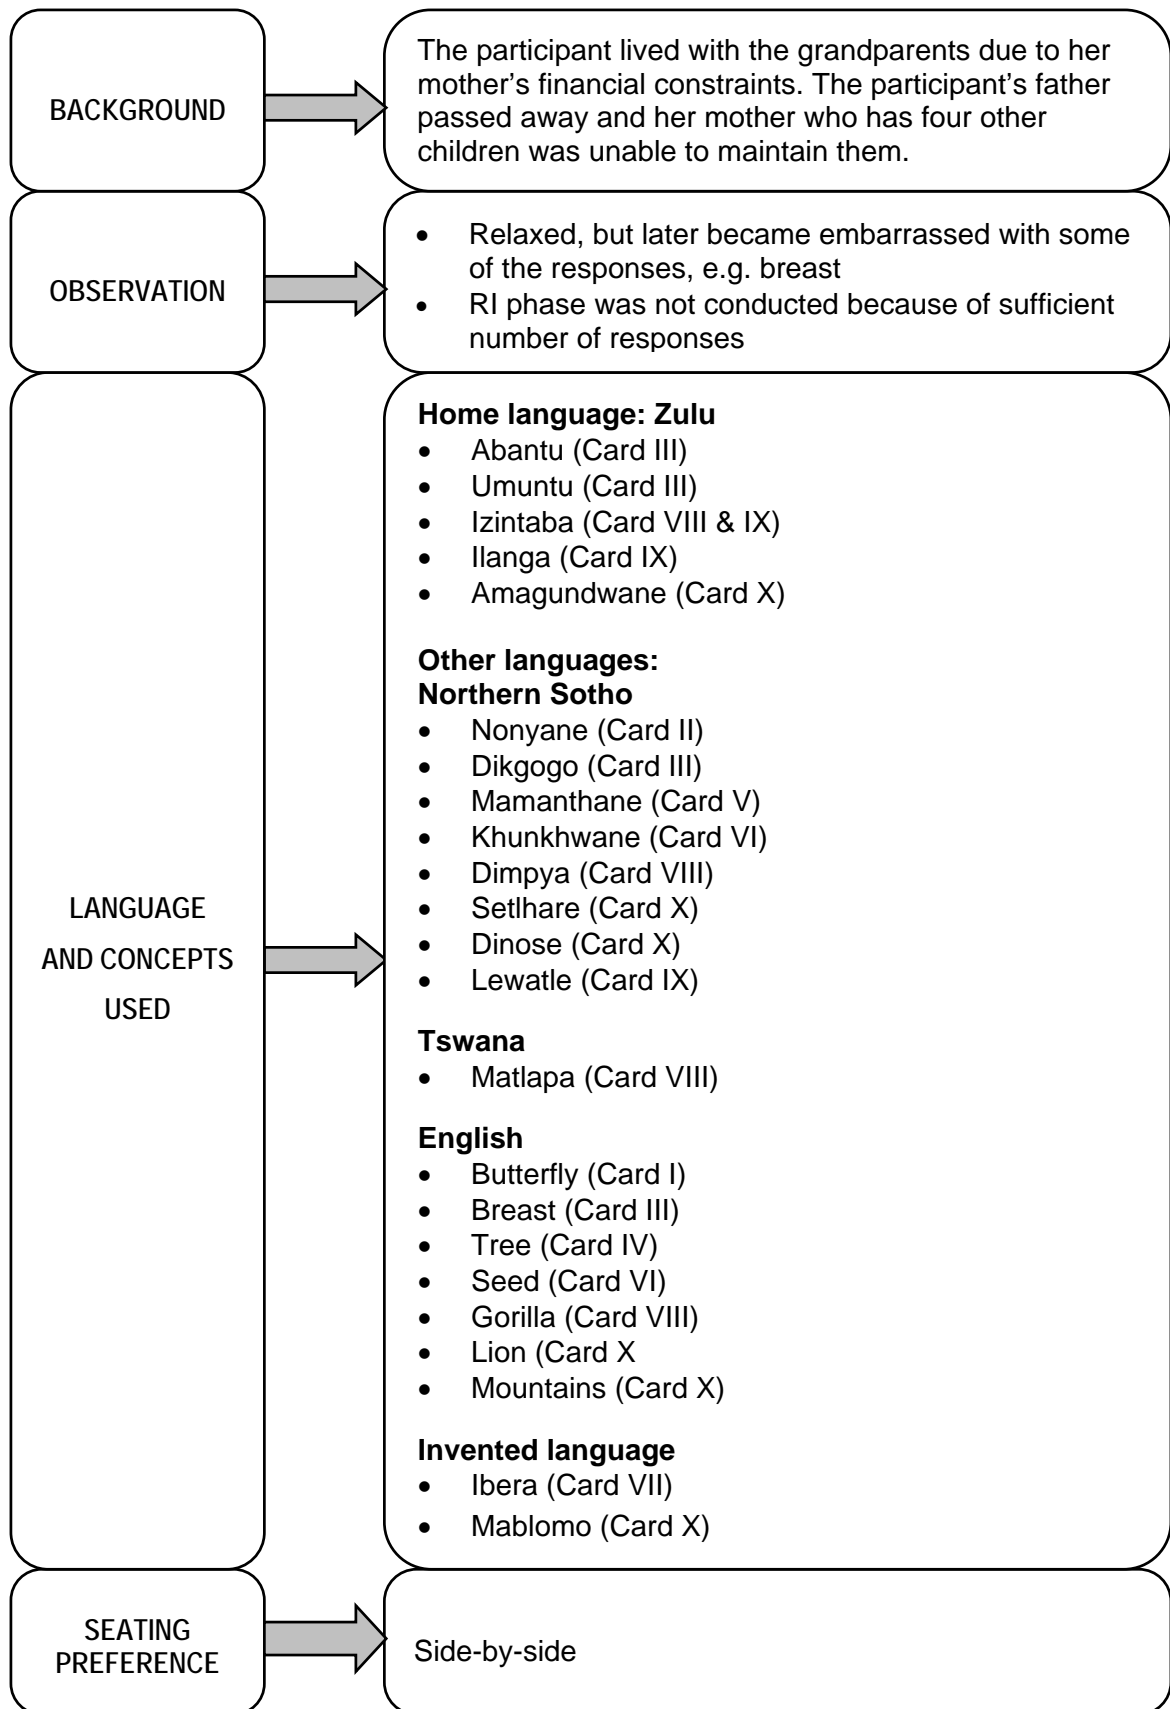 BACKGROUND
The participant lived with the grandparents due to her
mother’s financial constraints. The participant’s father
passed away and her mother who has four other
children was unable to maintain them.
OBSERVATION
• Relaxed, but later became embarrassed with some
of the responses, e.g. breast
• RI phase was not conducted because of sufficient
number of responses
LANGUAGE
AND CONCEPTS
USED
Home language: Zulu
• Abantu (Card III)
• Umuntu (Card III)
• Izintaba (Card VIII & IX)
• Ilanga (Card IX)
• Amagundwane (Card X)
Other languages:
Northern Sotho
• Nonyane (Card II)
• Dikgogo (Card III)
• Mamanthane (Card V)
• Khunkhwane (Card VI)
• Dimpya (Card VIII)
• Setlhare (Card X)
• Dinose (Card X)
• Lewatle (Card IX)
Tswana
• Matlapa (Card VIII)
English
• Butterfly (Card I)
• Breast (Card III)
• Tree (Card IV)
• Seed (Card VI)
• Gorilla (Card VIII)
• Lion (Card X
• Mountains (Card X)
Invented language
• Ibera (Card VII)
• Mablomo (Card X)
SEATING
PREFERENCE
Side-by-side